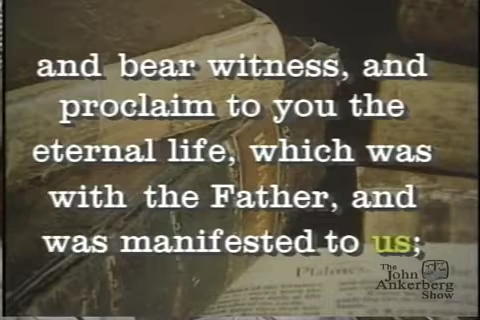 and bear witness, and
proclaim to you the
eternal life, which was
with the Father, and
was manifested to us;
The
John
Ankerberg
Show